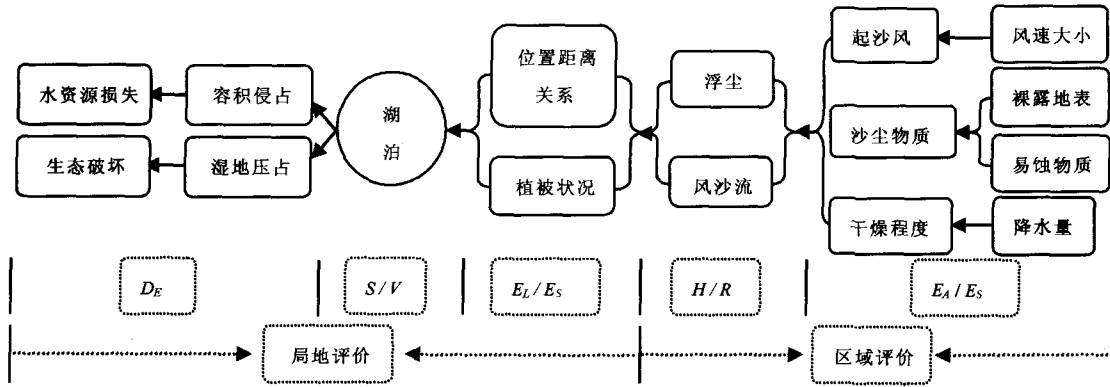 水资源损失
生态破坏
容积侵占
湿地压占
湖
泊
位置距离
关系
植被状况
浮尘
风沙流
起沙风
沙尘物质
干燥程度
风速大小
裸露地表
易蚀物质
降水量
D_E
S / V
E_L / E_S
H / R
E_A / E_S
局地评价
区域评价